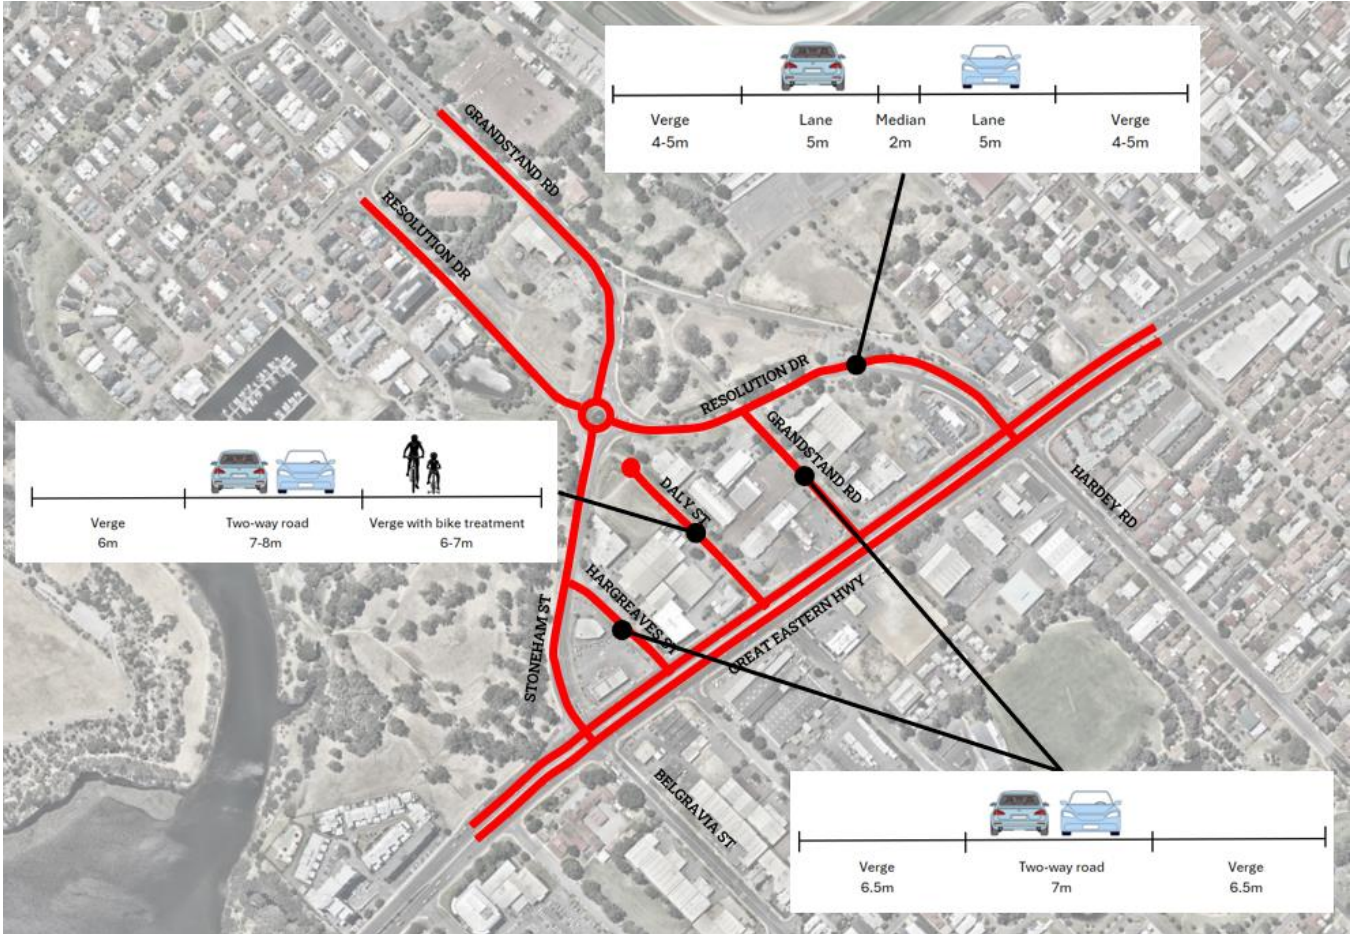 Verge Lane Median Lane Verge
4-5m 5m 2m 5m 4-5m
GRANDSTAND RD
RESOLUTION DR
RESOLUTION DR
GRANDSTAND RD
HARDEY RD
Verge Two-way road Verge with bike treatment
6m 7-8m 6-7m
DALY ST
HARGREAVES ST
STONEHAM ST
GREAT EASTERN HWY
BELGRAVIA ST
Verge Two-way road Verge
6.5m 7m 6.5m